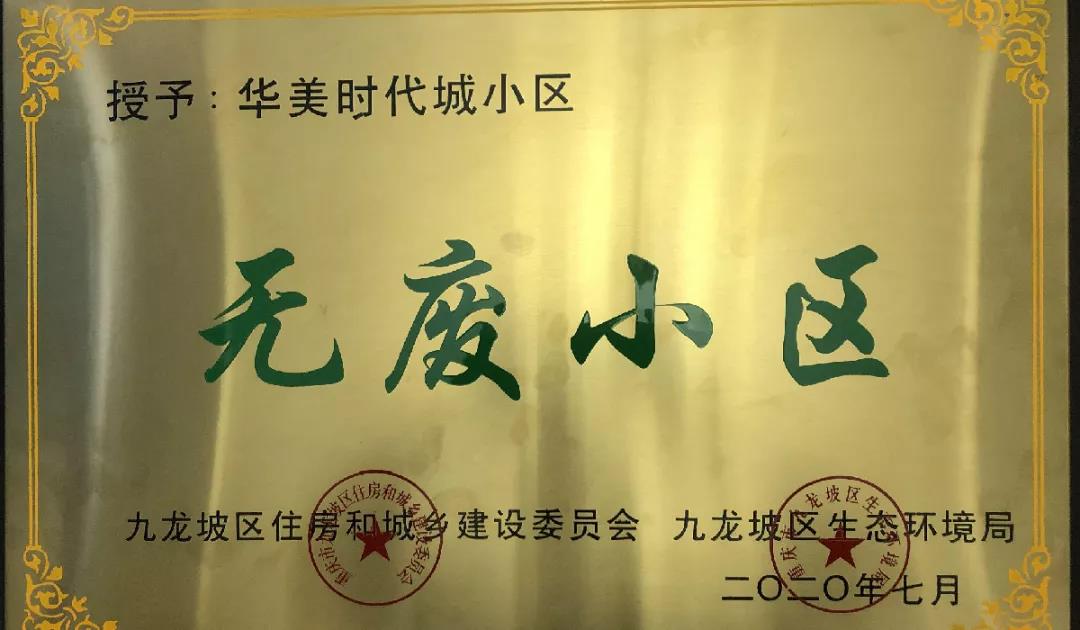 授予：华美时代城小区
无废小区
九龙坡区住房和城乡建设委员会 九龙坡区生态环境局
二〇二〇年七月